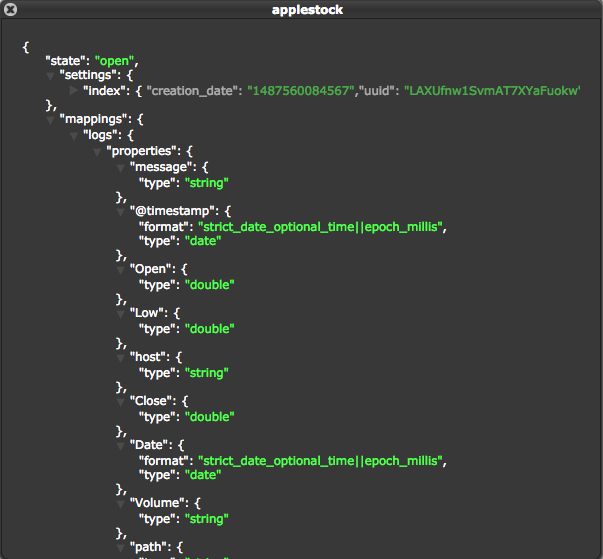 applestock
{
"state": "open",
"settings": {
"index": { "creation_date": "1487560084567","uuid": "LAXUfnw1SvmAT7XYaFuokw"
},
"mappings": {
"logs": {
"properties": {
"message": {
"type": "string"
},
"@timestamp": {
"format": "strict_date_optional_time||epoch_millis",
"type": "date"
},
"Open": {
"type": "double"
},
"Low": {
"type": "double"
},
"host": {
"type": "string"
},
"Close": {
"type": "double"
},
"Date": {
"format": "strict_date_optional_time||epoch_millis",
"type": "date"
},
"Volume": {
"type": "string"
},
"path": {